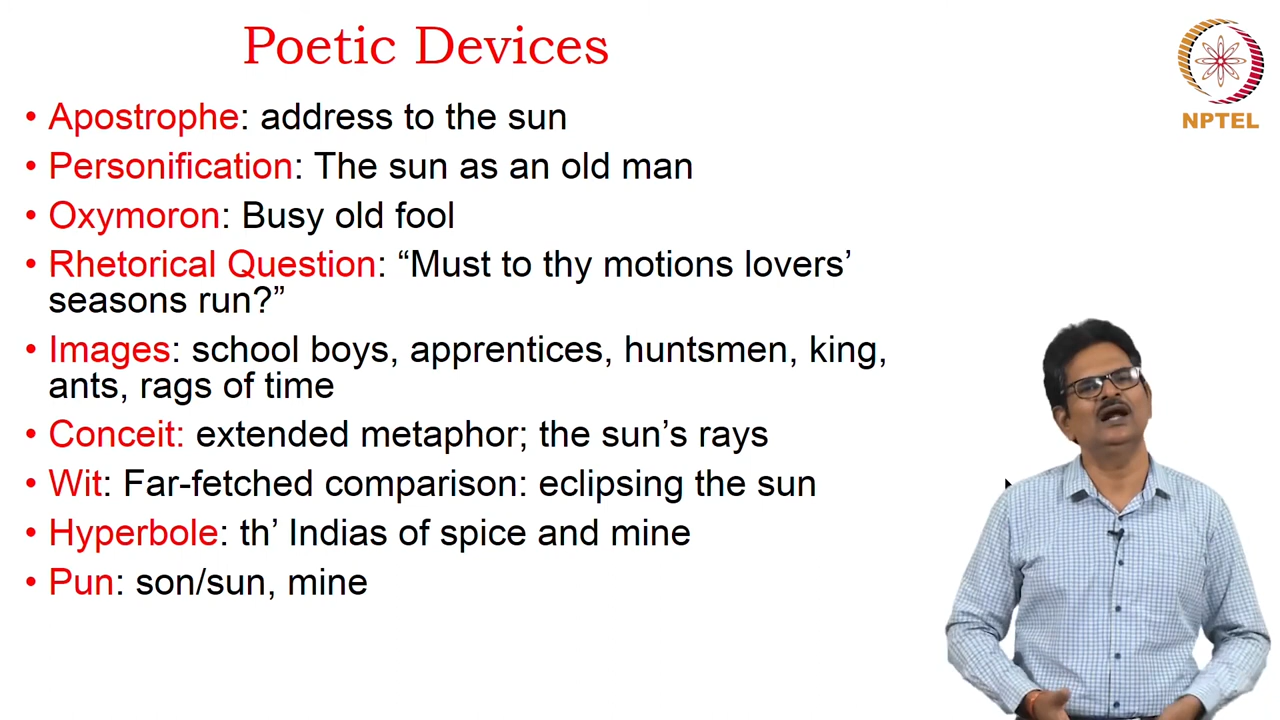 Poetic Devices
NPTEL
• Apostrophe: address to the sun
• Personification: The sun as an old man
• Oxymoron: Busy old fool
• Rhetorical Question: “Must to thy motions lovers’
seasons run?”
• Images: school boys, apprentices, huntsmen, king,
ants, rags of time
• Conceit: extended metaphor; the sun’s rays
• Wit: Far-fetched comparison: eclipsing the sun
• Hyperbole: th’ Indias of spice and mine
• Pun: son/sun, mine